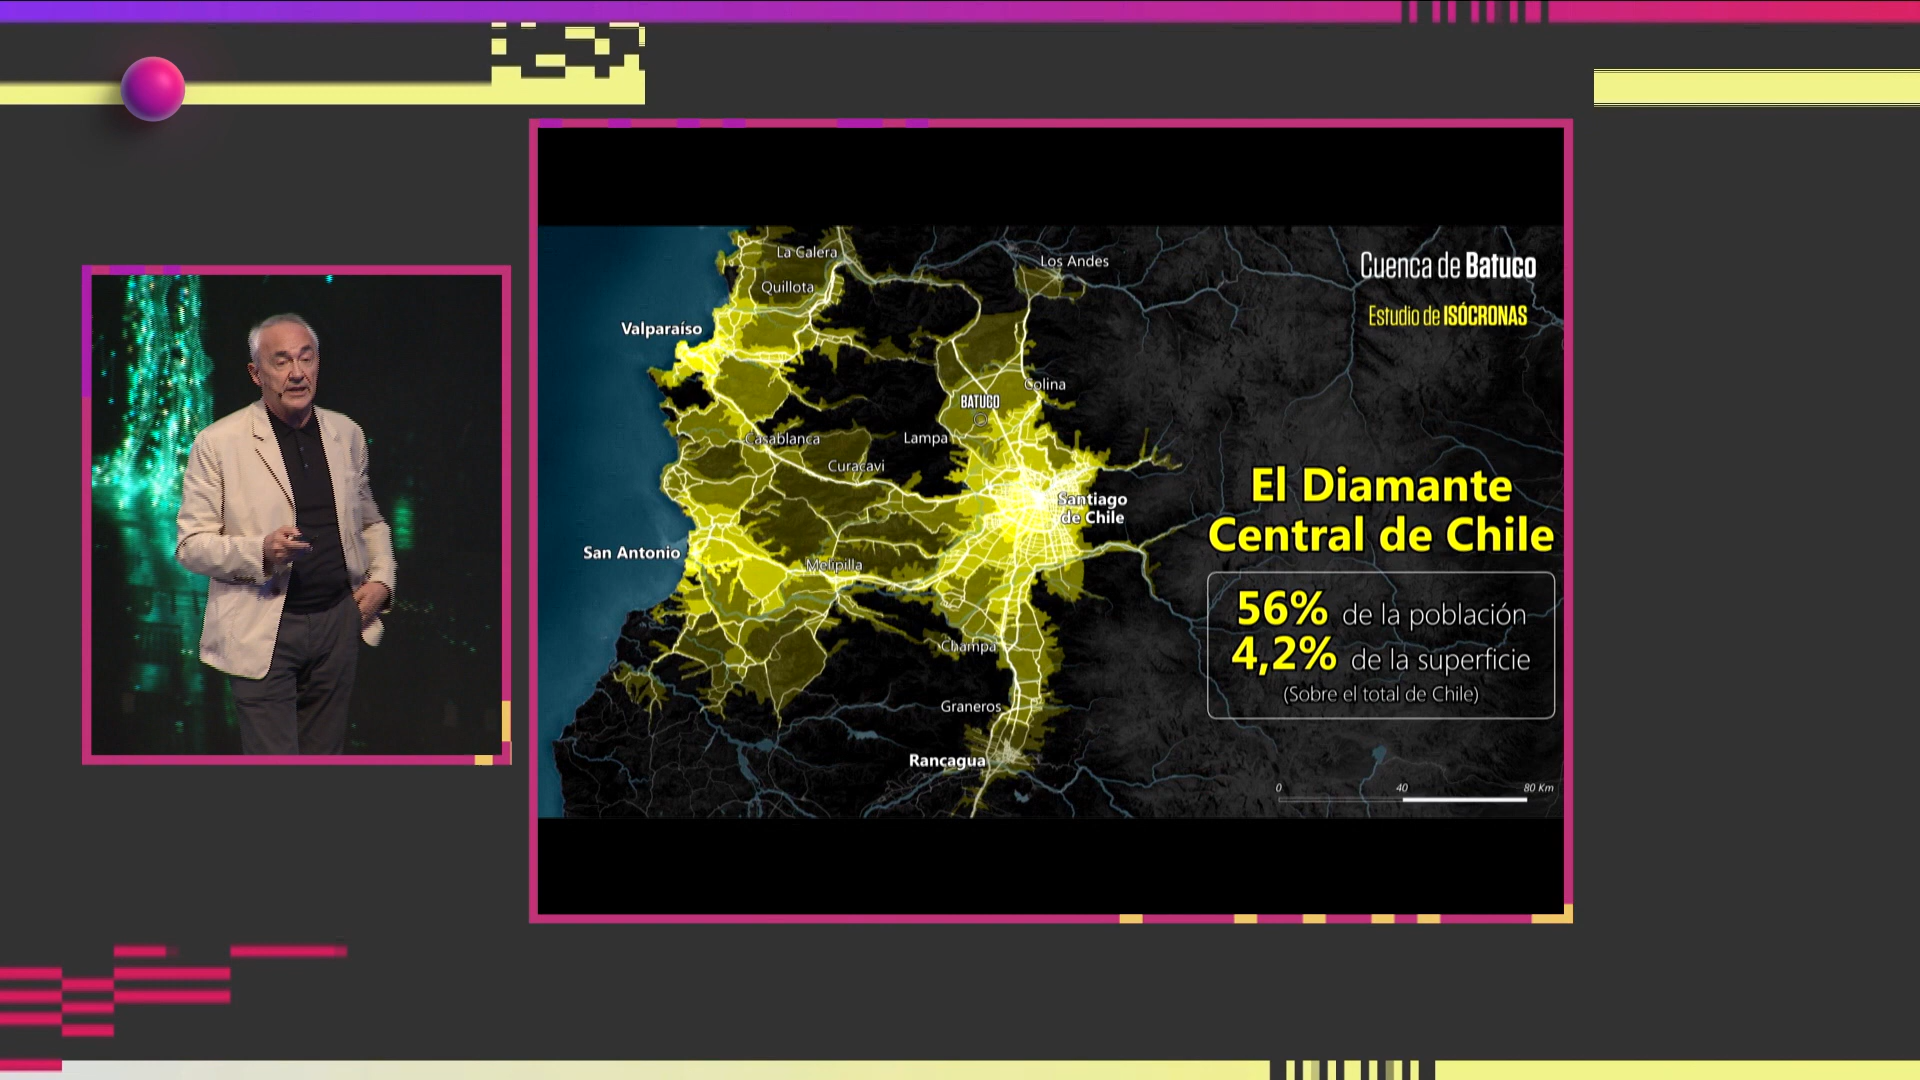 Cuenca de Batuco
Estudio de ISÓCRONAS
La Calera
Los Andes
Quillota
Valparaíso
Colina
BATUCO
Casablanca
Lampa
Curacavi
Santiago
de Chile
San Antonio
Melipilla
Champa
Graneros
Rancagua
El Diamante
Central de Chile
56% de la población
4,2% de la superficie
(Sobre el total de Chile)
0 40 80 Km